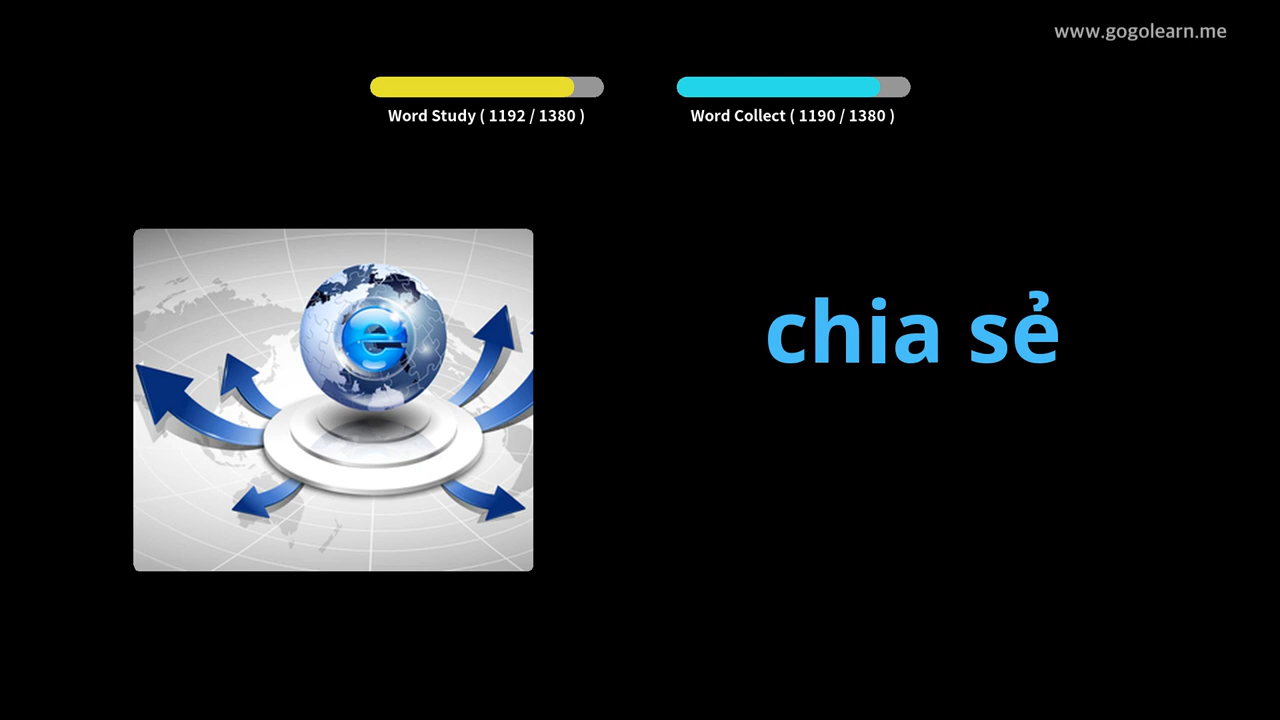 www.gogolearn.me
Word Study ( 1192 / 1380 )
Word Collect ( 1190 / 1380 )
e
chia sẻ